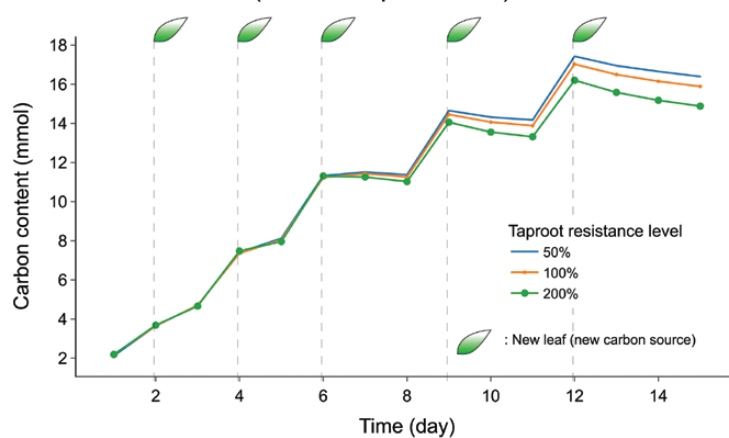 18
16
14
12
10
8
6
4
2
Carbon content (mmol)
Taproot resistance level
50%
100%
200%
: New leaf (new carbon source)
2 4 6 8 10 12 14
Time (day)